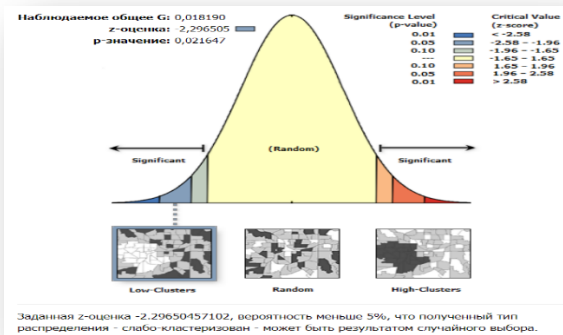 Наблюдаемое общее G: 0,018190
z-оценка: -2,296505
p-значение: 0,021647
Significance Level
(p-value)
Critical Value
(z-score)
0.01 < -2.58
0.05 -2.58 - -1.96
0.10 -1.96 - -1.65
--- -1.65 - 1.65
0.10 1.65 - 1.96
0.05 1.96 - 2.58
0.01 > 2.58
Significant
(Random)
Significant
Low-Clusters
Random
High-Clusters
Заданная z-оценка -2.29650457102, вероятность меньше 5%, что полученный тип
распределения - слабо-кластеризован - может быть результатом случайного выбора.